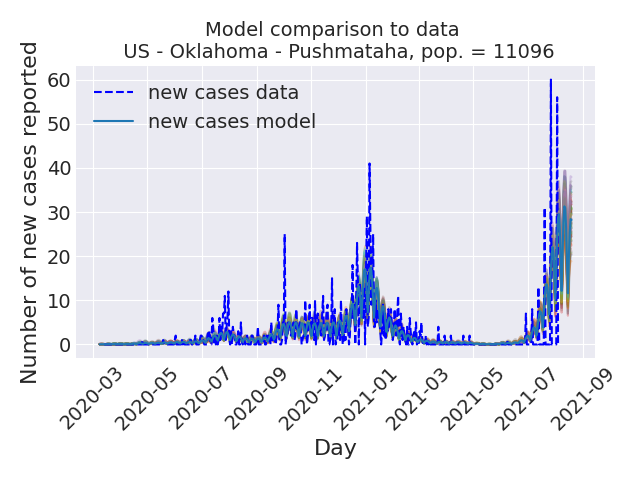 Model comparison to data
US - Oklahoma - Pushmataha, pop. = 11096
Number of new cases reported
60
50
40
30
20
10
0
new cases data
new cases model
2020-03
2020-05
2020-07
2020-09
2020-11
2021-01
2021-03
2021-05
2021-07
2021-09
Day